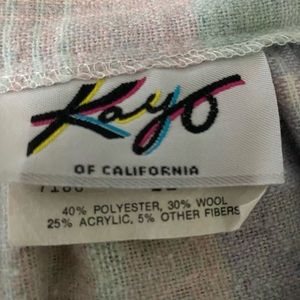 Kayo
OF CALIFORNIA
40% POLYESTER, 30% WOOL
25% ACRYLIC, 5% OTHER FIBERS